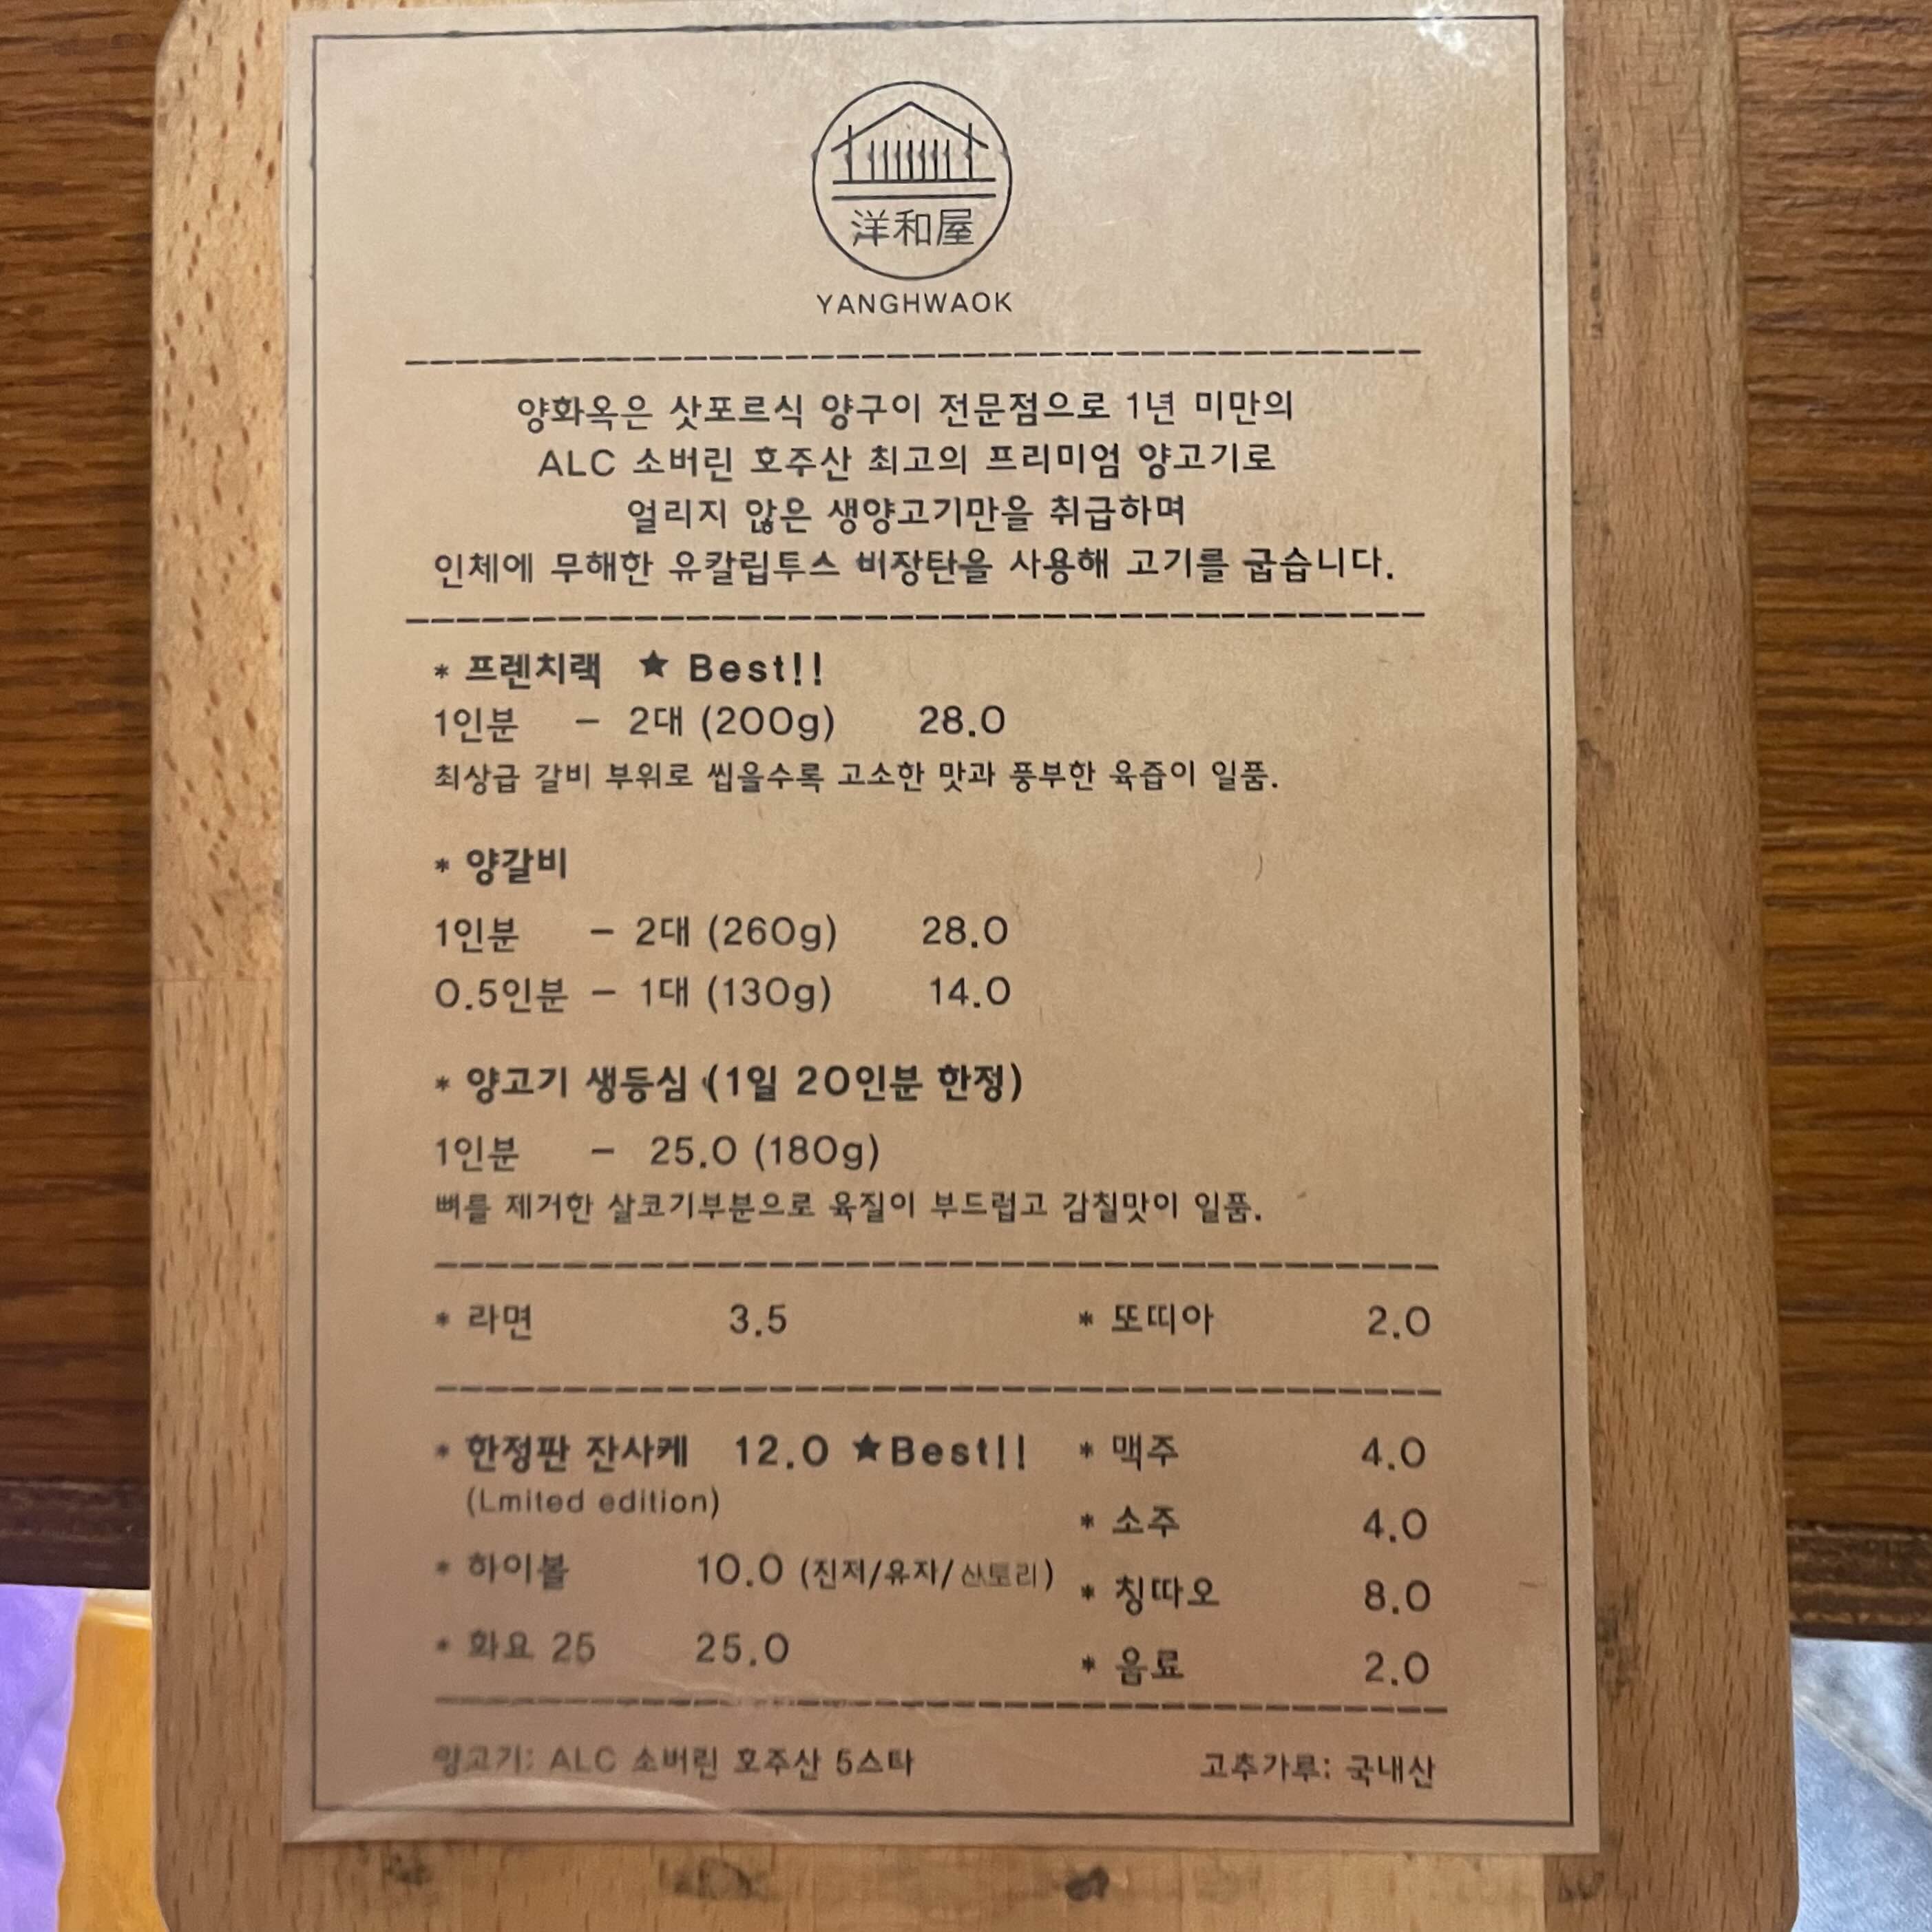 洋和屋
YANGHWAOK
양화옥은 삿포르식 양구이 전문점으로 1년 미만의
ALC 소버린 호주산 최고의 프리미엄 양고기로
얼리지 않은 생양고기만을 취급하며
인체에 무해한 유칼립투스 비장탄을 사용해 고기를 굽습니다.
* 프렌치랙 ★ Best!!
1인분 - 2대 (200g) 28.0
최상급 갈비 부위로 씹을수록 고소한 맛과 풍부한 육즙이 일품.
* 양갈비
1인분 - 2대 (260g) 28.0
0.5인분 - 1대 (130g) 14.0
* 양고기 생등심 (1일 20인분 한정)
1인분 - 25.0 (180g)
뼈를 제거한 살코기부분으로 육질이 부드럽고 감칠맛이 일품.
* 라면 3.5 * 또띠아 2.0
* 한정판 잔사케 12.0 ★Best!! * 맥주 4.0
(Lmited edition)
* 소주 4.0
* 하이볼 10.0 (진저/유자/산토리) * 칭따오 8.0
* 화요 25 25.0 * 음료 2.0
양고기: ALC 소버린 호주산 5스타 고추가루: 국내산